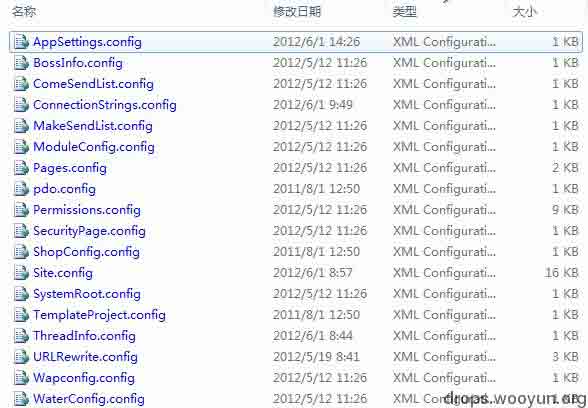 名称 修改日期 类型 大小
AppSettings.config 2012/6/1 14:26 XML Configurati... 1 KB
BossInfo.config 2012/5/12 11:26 XML Configurati... 1 KB
ComeSendList.config 2012/5/12 11:26 XML Configurati... 1 KB
ConnectionStrings.config 2012/6/1 9:49 XML Configurati... 1 KB
MakeSendList.config 2012/5/12 11:26 XML Configurati... 1 KB
ModuleConfig.config 2012/5/12 11:26 XML Configurati... 1 KB
Pages.config 2012/5/12 11:26 XML Configurati... 2 KB
pdo.config 2011/8/1 12:50 XML Configurati... 1 KB
Permissions.config 2012/5/12 11:26 XML Configurati... 9 KB
SecurityPage.config 2012/5/12 11:26 XML Configurati... 1 KB
ShopConfig.config 2011/8/1 12:50 XML Configurati... 1 KB
Site.config 2012/6/1 8:57 XML Configurati... 16 KB
SystemRoot.config 2012/5/12 11:26 XML Configurati... 1 KB
TemplateProject.config 2011/8/1 12:50 XML Configurati... 1 KB
ThreadInfo.config 2012/6/1 8:44 XML Configurati... 1 KB
URLRewrite.config 2012/5/19 8:41 XML Configurati... 3 KB
Wapconfig.config 2012/5/12 11:26 XML Configurati... 1 KB
WaterConfig.config 2012/5/12 11:26 XML Configurati... 1 KB
drops.wooyun.org